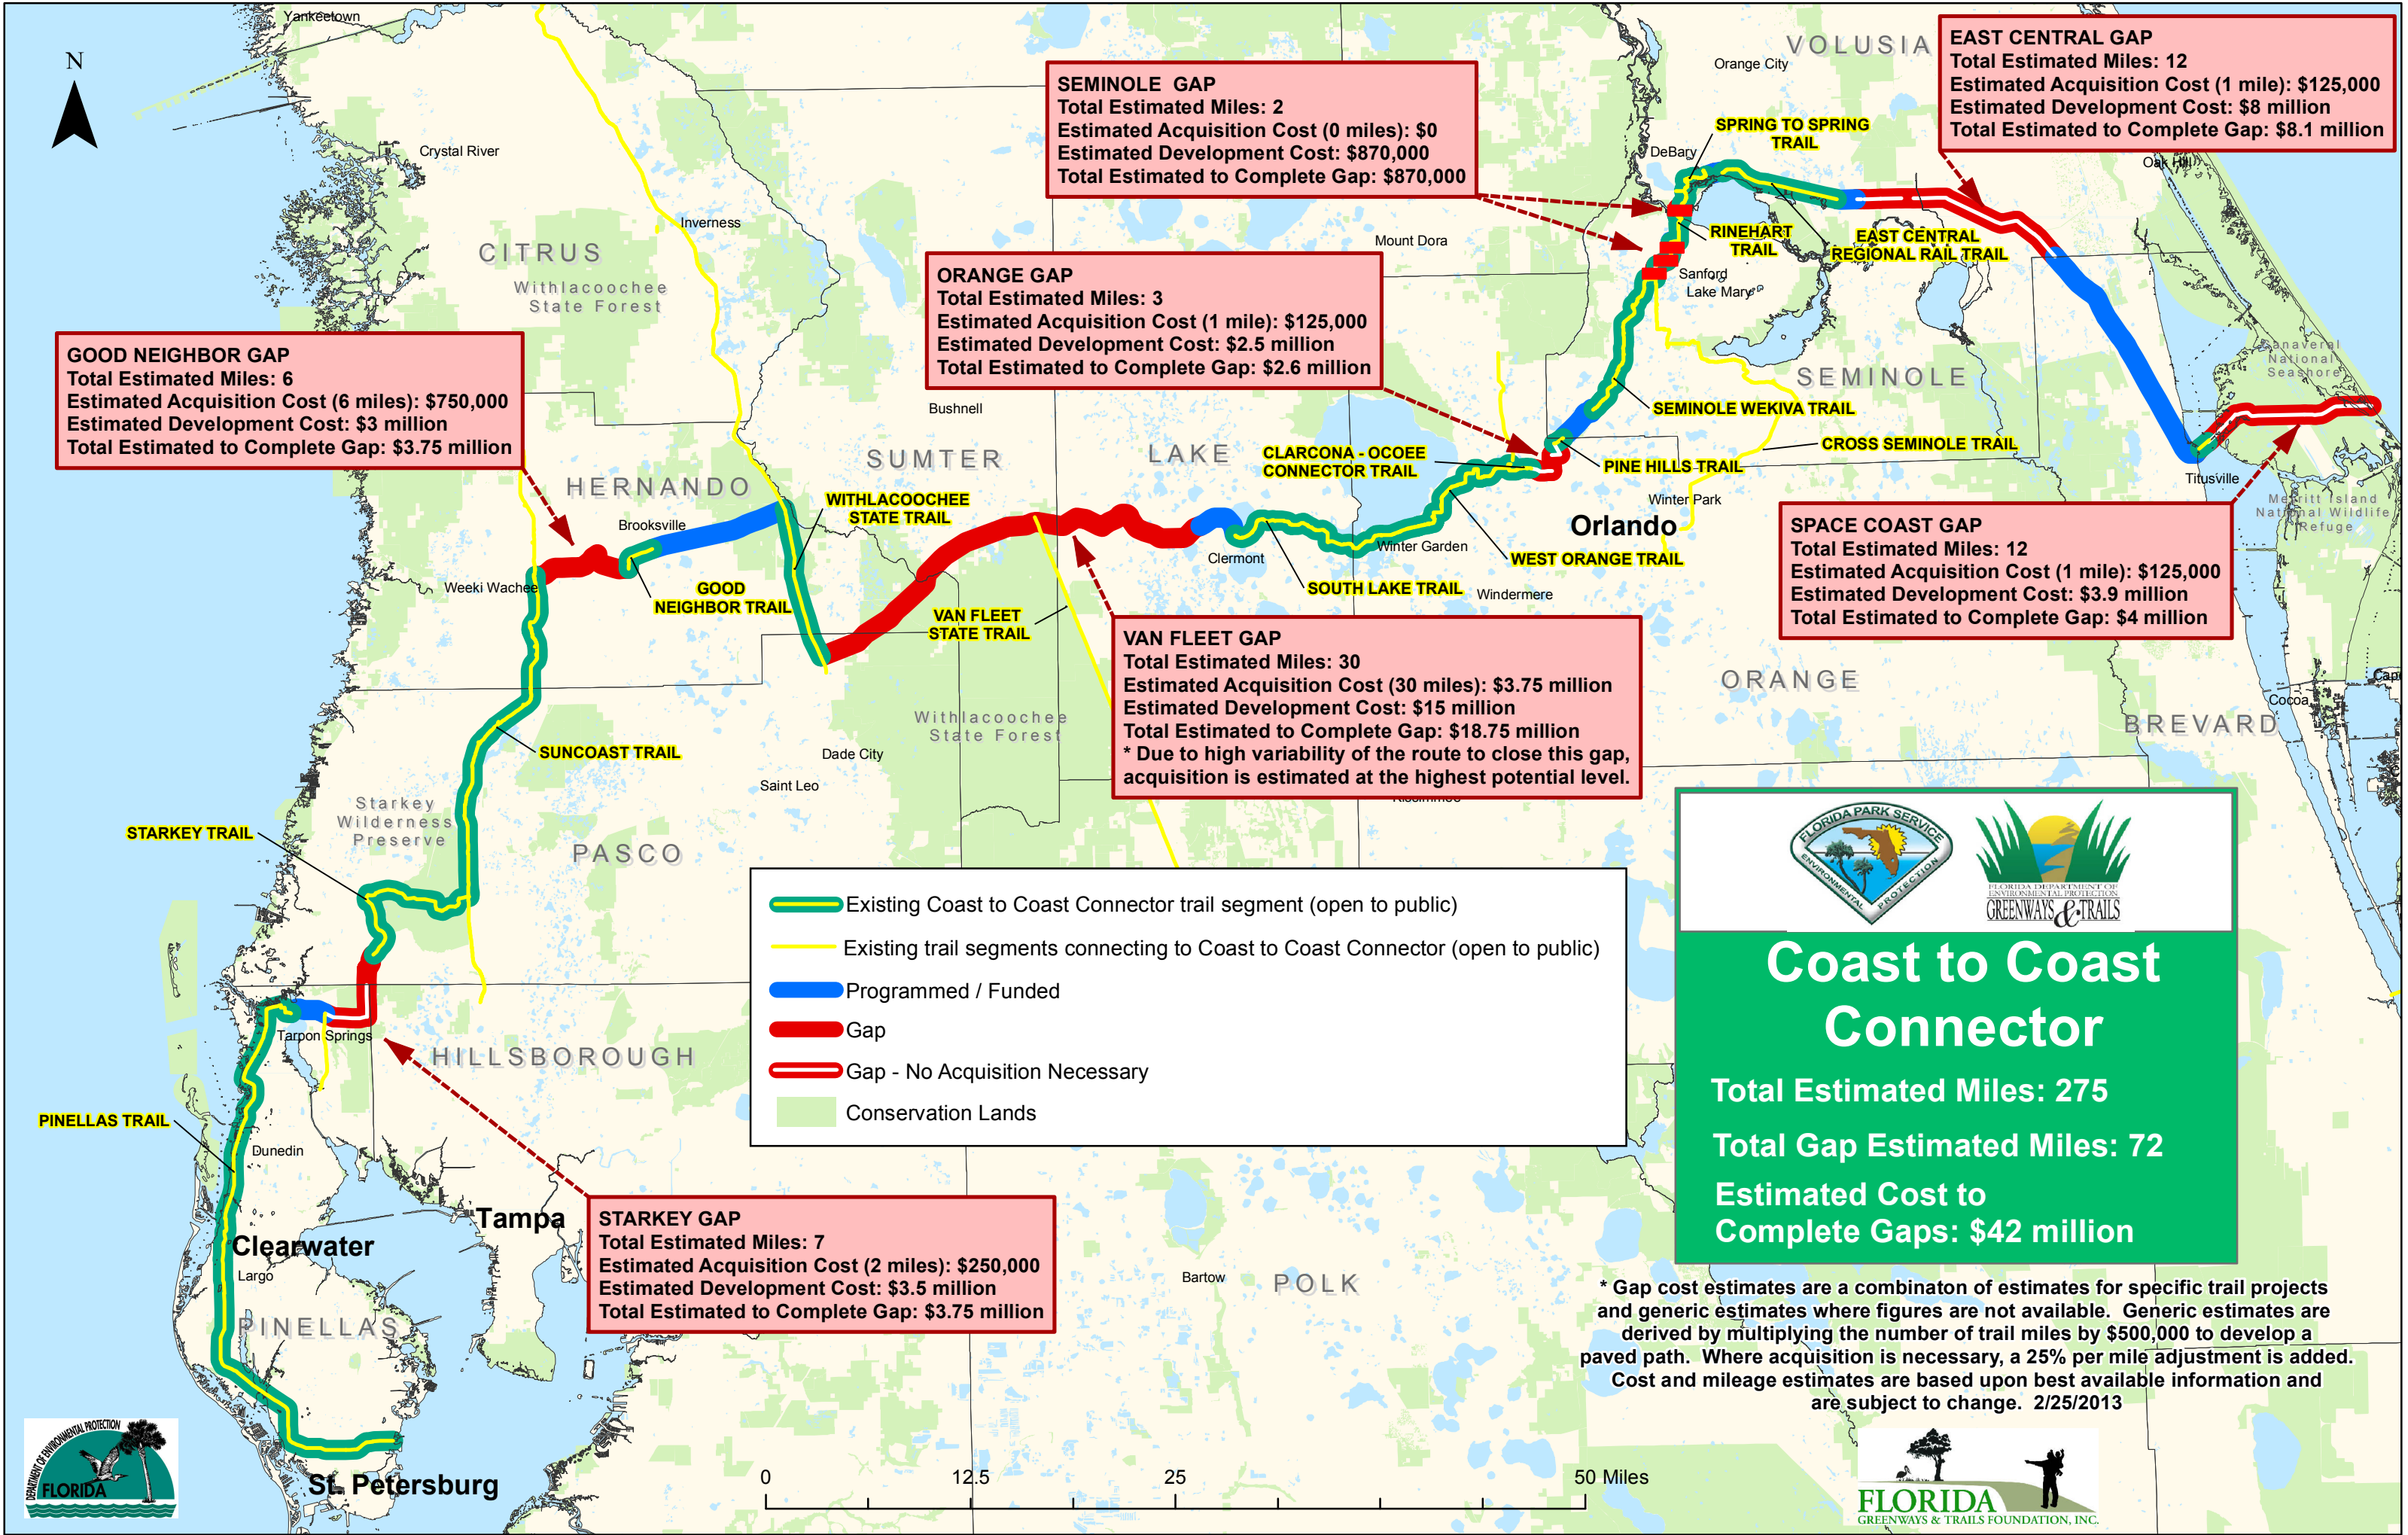 Yankeetown
N
Crystal River
CITRUS
Withlacoochee
State Forest
Inverness
VOLUSIA
Orange City
EAST CENTRAL GAP
Total Estimated Miles: 12
Estimated Acquisition Cost (1 mile): $125,000
Estimated Development Cost: $8 million
Total Estimated to Complete Gap: $8.1 million
SEMINOLE GAP
Total Estimated Miles: 2
Estimated Acquisition Cost (0 miles): $0
Estimated Development Cost: $870,000
Total Estimated to Complete Gap: $870,000
SPRING TO SPRING
TRAIL
DeBary
Oak Hill
Mount Dora
RINEHART
TRAIL
EAST CENTRAL
REGIONAL RAIL TRAIL
Sanford
Lake Mary
ORANGE GAP
Total Estimated Miles: 3
Estimated Acquisition Cost (1 mile): $125,000
Estimated Development Cost: $2.5 million
Total Estimated to Complete Gap: $2.6 million
GOOD NEIGHBOR GAP
Total Estimated Miles: 6
Estimated Acquisition Cost (6 miles): $750,000
Estimated Development Cost: $3 million
Total Estimated to Complete Gap: $3.75 million
Canaveral
National
Seashore
SEMINOLE
Bushnell
SEMINOLE WEKIVA TRAIL
CROSS SEMINOLE TRAIL
SUMTER
LAKE
CLARCONA - OCOEE
CONNECTOR TRAIL
PINE HILLS TRAIL
Titusville
HERNANDO
WITHLACOOCHEE
STATE TRAIL
Winter Park
Merritt Island
National Wildlife
Refuge
Brooksville
Orlando
SPACE COAST GAP
Total Estimated Miles: 12
Estimated Acquisition Cost (1 mile): $125,000
Estimated Development Cost: $3.9 million
Total Estimated to Complete Gap: $4 million
Winter Garden
Clermont
WEST ORANGE TRAIL
Weeki Wachee
GOOD
NEIGHBOR TRAIL
SOUTH LAKE TRAIL
Windermere
VAN FLEET
STATE TRAIL
VAN FLEET GAP
Total Estimated Miles: 30
Estimated Acquisition Cost (30 miles): $3.75 million
Estimated Development Cost: $15 million
Total Estimated to Complete Gap: $18.75 million
* Due to high variability of the route to close this gap,
acquisition is estimated at the highest potential level.
ORANGE
Cocoa
BREVARD
Withlacoochee
State Forest
SUNCOAST TRAIL
Dade City
Saint Leo
Kissimmee
Starkey
Wilderness
Preserve
STARKEY TRAIL
PASCO
Existing Coast to Coast Connector trail segment (open to public)
Existing trail segments connecting to Coast to Coast Connector (open to public)
Programmed / Funded
Gap
Gap - No Acquisition Necessary
Conservation Lands
FLORIDA PARK SERVICE
ENVIRONMENTAL PROTECTION
FLORIDA DEPARTMENT OF
ENVIRONMENTAL PROTECTION
GREENWAYS & TRAILS
Coast to Coast
Connector
Total Estimated Miles: 275
Total Gap Estimated Miles: 72
Estimated Cost to
Complete Gaps: $42 million
Tarpon Springs
HILLSBOROUGH
PINELLAS TRAIL
Dunedin
Tampa
STARKEY GAP
Total Estimated Miles: 7
Estimated Acquisition Cost (2 miles): $250,000
Estimated Development Cost: $3.5 million
Total Estimated to Complete Gap: $3.75 million
Clearwater
Largo
PINELLAS
Bartow
POLK
* Gap cost estimates are a combinaton of estimates for specific trail projects
and generic estimates where figures are not available. Generic estimates are
derived by multiplying the number of trail miles by $500,000 to develop a
paved path. Where acquisition is necessary, a 25% per mile adjustment is added.
Cost and mileage estimates are based upon best available information and
are subject to change. 2/25/2013
DEPARTMENT OF ENVIRONMENTAL PROTECTION
FLORIDA
St. Petersburg
0 12.5 25 50 Miles
FLORIDA
GREENWAYS & TRAILS FOUNDATION, INC.